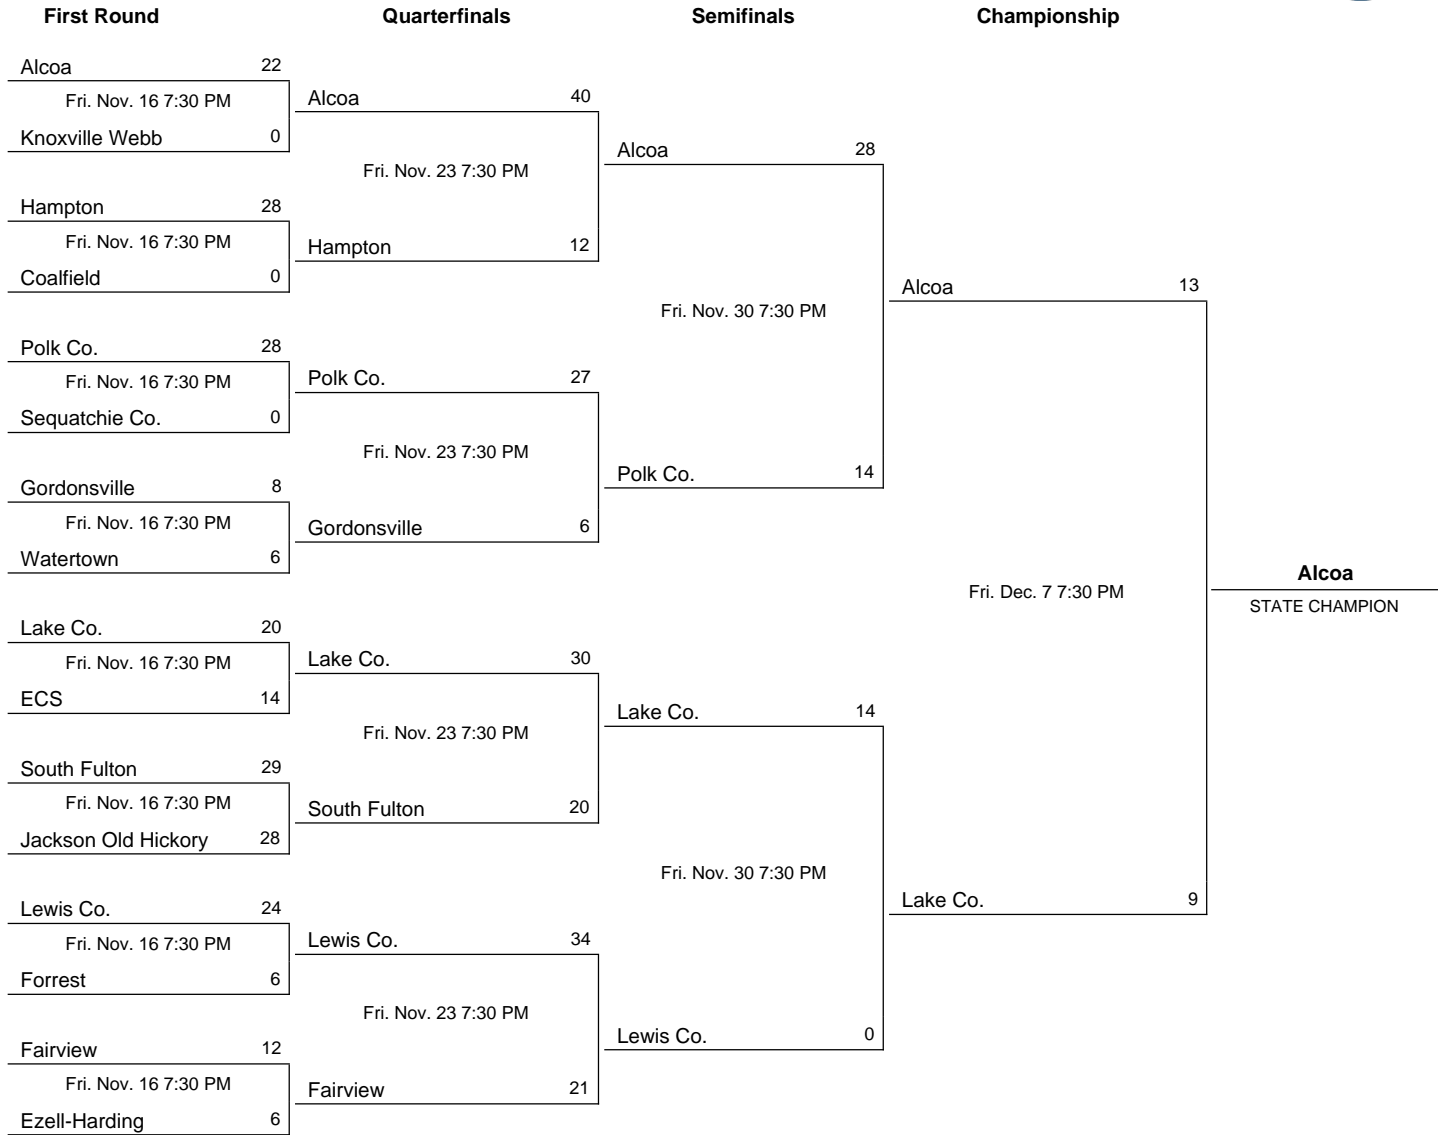 First Round Quarterfinals Semifinals Championship
Alcoa 22
Fri. Nov. 16 7:30 PM
Knoxville Webb 0
Hampton 28
Fri. Nov. 16 7:30 PM
Coalfield 0
Polk Co. 28
Fri. Nov. 16 7:30 PM
Sequatchie Co. 0
Gordonsville 8
Fri. Nov. 16 7:30 PM
Watertown 6
Lake Co. 20
Fri. Nov. 16 7:30 PM
ECS 14
South Fulton 29
Fri. Nov. 16 7:30 PM
Jackson Old Hickory 28
Lewis Co. 24
Fri. Nov. 16 7:30 PM
Forrest 6
Fairview 12
Fri. Nov. 16 7:30 PM
Ezell-Harding 6
Alcoa 40
Fri. Nov. 23 7:30 PM
Hampton 12
Polk Co. 27
Fri. Nov. 23 7:30 PM
Gordonsville 6
Lake Co. 30
Fri. Nov. 23 7:30 PM
South Fulton 20
Lewis Co. 34
Fri. Nov. 23 7:30 PM
Fairview 21
Alcoa 28
Fri. Nov. 30 7:30 PM
Polk Co. 14
Lake Co. 14
Fri. Nov. 30 7:30 PM
Lewis Co. 0
Alcoa 13
Fri. Dec. 7 7:30 PM
Lake Co. 9
Alcoa
STATE CHAMPION